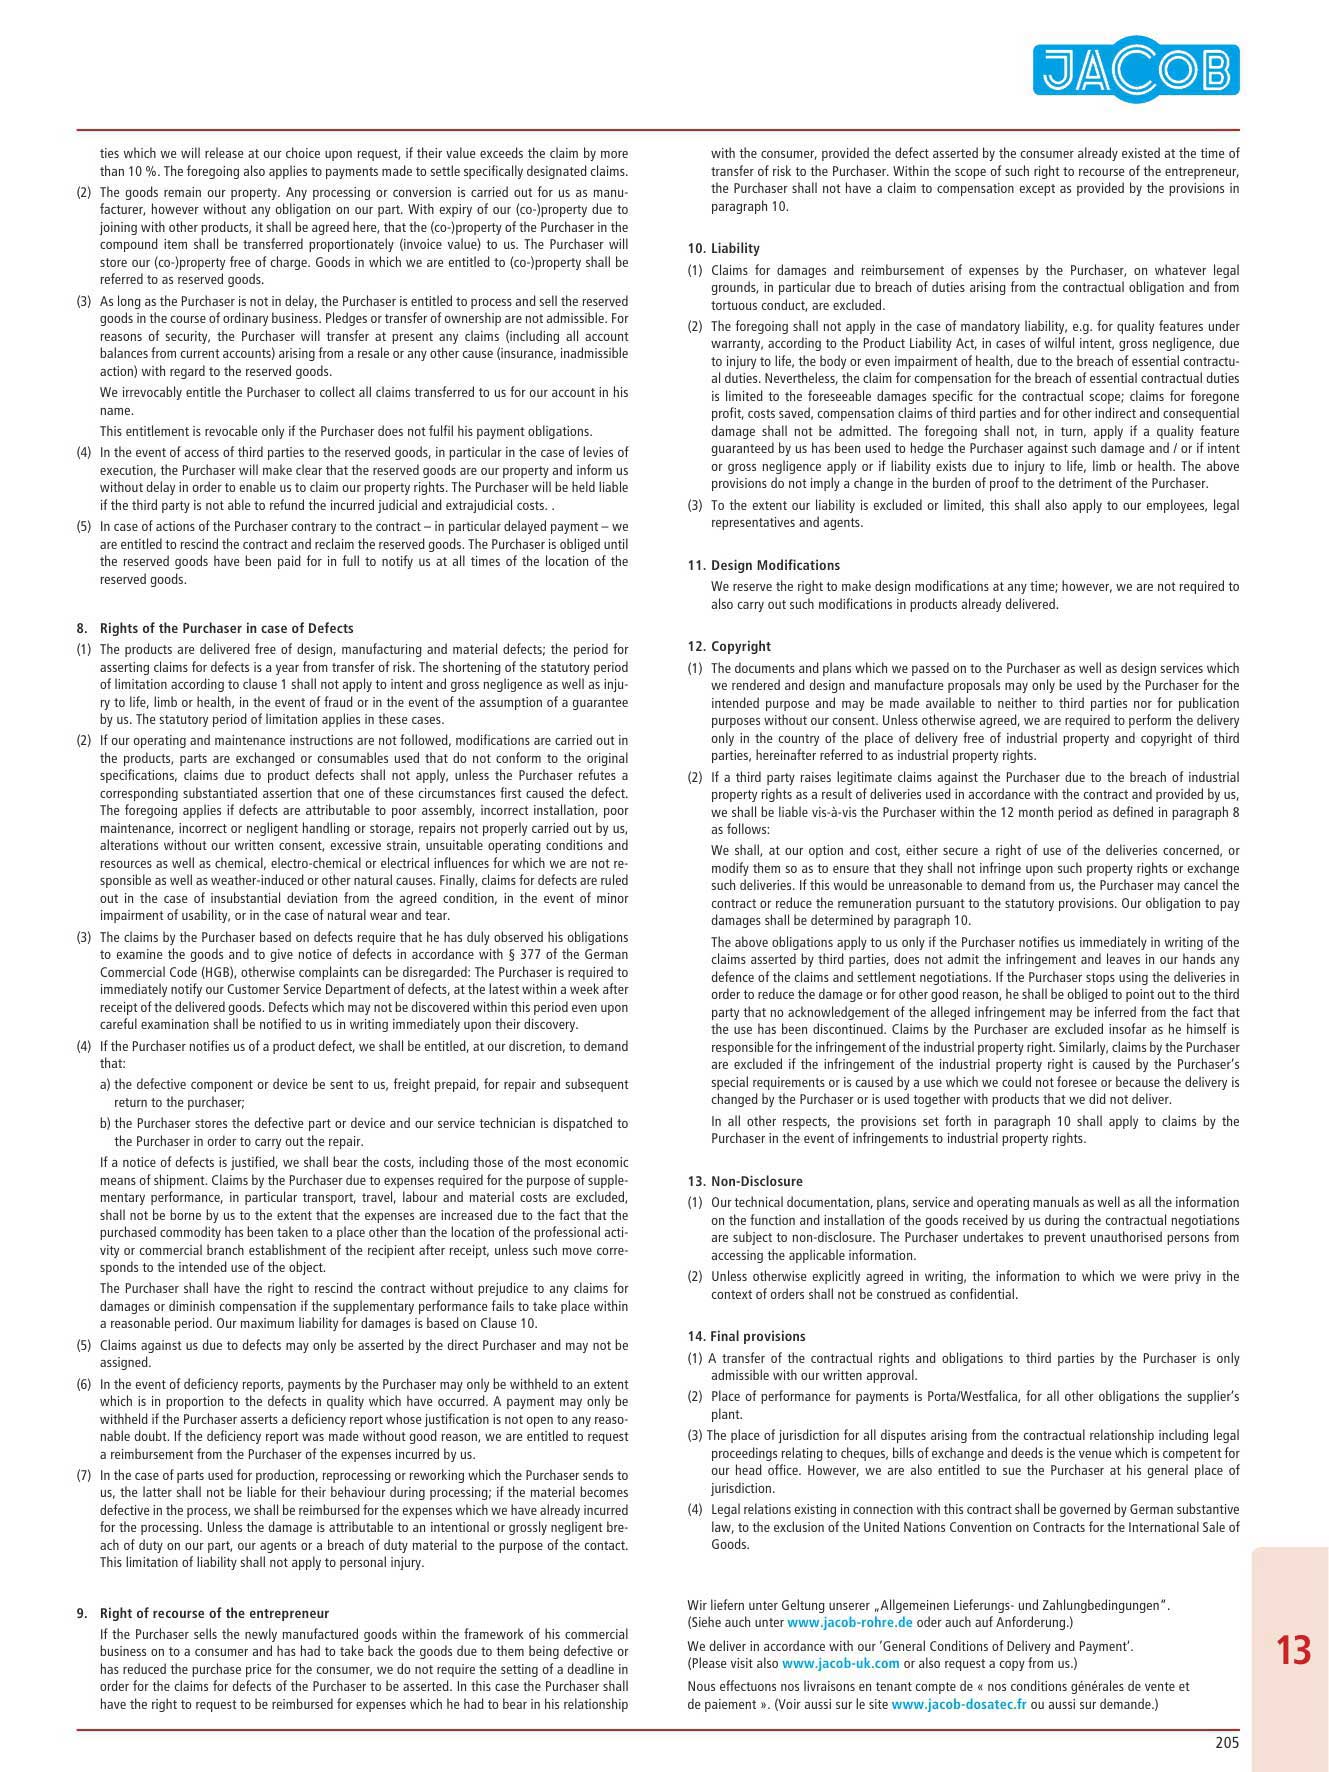 JACOB
ties which we will release at our choice upon request, if their value exceeds the claim by more
than 10 %. The foregoing also applies to payments made to settle specifically designated claims.
(2) The goods remain our property. Any processing or conversion is carried out for us as manu-
facturer, however without any obligation on our part. With expiry of our (co-)property due to
joining with other products, it shall be agreed here, that the (co-)property of the Purchaser in the
compound item shall be transferred proportionately (invoice value) to us. The Purchaser will
store our (co-)property free of charge. Goods in which we are entitled to (co-)property shall be
referred to as reserved goods.
(3) As long as the Purchaser is not in delay, the Purchaser is entitled to process and sell the reserved
goods in the course of ordinary business. Pledges or transfer of ownership are not admissible. For
reasons of security, the Purchaser will transfer at present any claims (including all account
balances from current accounts) arising from a resale or any other cause (insurance, inadmissible
action) with regard to the reserved goods.
We irrevocably entitle the Purchaser to collect all claims transferred to us for our account in his
name.
This entitlement is revocable only if the Purchaser does not fulfil his payment obligations.
(4) In the event of access of third parties to the reserved goods, in particular in the case of levies of
execution, the Purchaser will make clear that the reserved goods are our property and inform us
without delay in order to enable us to claim our property rights. The Purchaser will be held liable
if the third party is not able to refund the incurred judicial and extrajudicial costs. .
(5) In case of actions of the Purchaser contrary to the contract – in particular delayed payment – we
are entitled to rescind the contract and reclaim the reserved goods. The Purchaser is obliged until
the reserved goods have been paid for in full to notify us at all times of the location of the
reserved goods.
8. Rights of the Purchaser in case of Defects
(1) The products are delivered free of design, manufacturing and material defects; the period for
asserting claims for defects is a year from transfer of risk. The shortening of the statutory period
of limitation according to clause 1 shall not apply to intent and gross negligence as well as inju-
ry to life, limb or health, in the event of fraud or in the event of the assumption of a guarantee
by us. The statutory period of limitation applies in these cases.
(2) If our operating and maintenance instructions are not followed, modifications are carried out in
the products, parts are exchanged or consumables used that do not conform to the original
specifications, claims due to product defects shall not apply, unless the Purchaser refutes a
corresponding substantiated assertion that one of these circumstances first caused the defect.
The foregoing applies if defects are attributable to poor assembly, incorrect installation, poor
maintenance, incorrect or negligent handling or storage, repairs not properly carried out by us,
alterations without our written consent, excessive strain, unsuitable operating conditions and
resources as well as chemical, electro-chemical or electrical influences for which we are not re-
sponsible as well as weather-induced or other natural causes. Finally, claims for defects are ruled
out in the case of insubstantial deviation from the agreed condition, in the event of minor
impairment of usability, or in the case of natural wear and tear.
(3) The claims by the Purchaser based on defects require that he has duly observed his obligations
to examine the goods and to give notice of defects in accordance with § 377 of the German
Commercial Code (HGB), otherwise complaints can be disregarded: The Purchaser is required to
immediately notify our Customer Service Department of defects, at the latest within a week after
receipt of the delivered goods. Defects which may not be discovered within this period even upon
careful examination shall be notified to us in writing immediately upon their discovery.
(4) If the Purchaser notifies us of a product defect, we shall be entitled, at our discretion, to demand
that:
a) the defective component or device be sent to us, freight prepaid, for repair and subsequent
return to the purchaser;
b) the Purchaser stores the defective part or device and our service technician is dispatched to
the Purchaser in order to carry out the repair.
If a notice of defects is justified, we shall bear the costs, including those of the most economic
means of shipment. Claims by the Purchaser due to expenses required for the purpose of supple-
mentary performance, in particular transport, travel, labour and material costs are excluded,
shall not be borne by us to the extent that the expenses are increased due to the fact that the
purchased commodity has been taken to a place other than the location of the professional acti-
vity or commercial branch establishment of the recipient after receipt, unless such move corre-
sponds to the intended use of the object.
The Purchaser shall have the right to rescind the contract without prejudice to any claims for
damages or diminish compensation if the supplementary performance fails to take place within
a reasonable period. Our maximum liability for damages is based on Clause 10.
(5) Claims against us due to defects may only be asserted by the direct Purchaser and may not be
assigned.
(6) In the event of deficiency reports, payments by the Purchaser may only be withheld to an extent
which is in proportion to the defects in quality which have occurred. A payment may only be
withheld if the Purchaser asserts a deficiency report whose justification is not open to any reaso-
nable doubt. If the deficiency report was made without good reason, we are entitled to request
a reimbursement from the Purchaser of the expenses incurred by us.
(7) In the case of parts used for production, reprocessing or reworking which the Purchaser sends to
us, the latter shall not be liable for their behaviour during processing; if the material becomes
defective in the process, we shall be reimbursed for the expenses which we have already incurred
for the processing. Unless the damage is attributable to an intentional or grossly negligent bre-
ach of duty on our part, our agents or a breach of duty material to the purpose of the contact.
This limitation of liability shall not apply to personal injury.
9. Right of recourse of the entrepreneur
If the Purchaser sells the newly manufactured goods within the framework of his commercial
business on to a consumer and has had to take back the goods due to them being defective or
has reduced the purchase price for the consumer, we do not require the setting of a deadline in
order for the claims for defects of the Purchaser to be asserted. In this case the Purchaser shall
have the right to request to be reimbursed for expenses which he had to bear in his relationship
with the consumer, provided the defect asserted by the consumer already existed at the time of
transfer of risk to the Purchaser. Within the scope of such right to recourse of the entrepreneur,
the Purchaser shall not have a claim to compensation except as provided by the provisions in
paragraph 10.
10. Liability
(1) Claims for damages and reimbursement of expenses by the Purchaser, on whatever legal
grounds, in particular due to breach of duties arising from the contractual obligation and from
tortuous conduct, are excluded.
(2) The foregoing shall not apply in the case of mandatory liability, e.g. for quality features under
warranty, according to the Product Liability Act, in cases of wilful intent, gross negligence, due
to injury to life, the body or even impairment of health, due to the breach of essential contractu-
al duties. Nevertheless, the claim for compensation for the breach of essential contractual duties
is limited to the foreseeable damages specific for the contractual scope; claims for foregone
profit, costs saved, compensation claims of third parties and for other indirect and consequential
damage shall not be admitted. The foregoing shall not, in turn, apply if a quality feature
guaranteed by us has been used to hedge the Purchaser against such damage and / or if intent
or gross negligence apply or if liability exists due to injury to life, limb or health. The above
provisions do not imply a change in the burden of proof to the detriment of the Purchaser.
(3) To the extent our liability is excluded or limited, this shall also apply to our employees, legal
representatives and agents.
11. Design Modifications
We reserve the right to make design modifications at any time; however, we are not required to
also carry out such modifications in products already delivered.
12. Copyright
(1) The documents and plans which we passed on to the Purchaser as well as design services which
we rendered and design and manufacture proposals may only be used by the Purchaser for the
intended purpose and may be made available to neither to third parties nor for publication
purposes without our consent. Unless otherwise agreed, we are required to perform the delivery
only in the country of the place of delivery free of industrial property and copyright of third
parties, hereinafter referred to as industrial property rights.
(2) If a third party raises legitimate claims against the Purchaser due to the breach of industrial
property rights as a result of deliveries used in accordance with the contract and provided by us,
we shall be liable vis-à-vis the Purchaser within the 12 month period as defined in paragraph 8
as follows:
We shall, at our option and cost, either secure a right of use of the deliveries concerned, or
modify them so as to ensure that they shall not infringe upon such property rights or exchange
such deliveries. If this would be unreasonable to demand from us, the Purchaser may cancel the
contract or reduce the remuneration pursuant to the statutory provisions. Our obligation to pay
damages shall be determined by paragraph 10.
The above obligations apply to us only if the Purchaser notifies us immediately in writing of the
claims asserted by third parties, does not admit the infringement and leaves in our hands any
defence of the claims and settlement negotiations. If the Purchaser stops using the deliveries in
order to reduce the damage or for other good reason, he shall be obliged to point out to the third
party that no acknowledgement of the alleged infringement may be inferred from the fact that
the use has been discontinued. Claims by the Purchaser are excluded insofar as he himself is
responsible for the infringement of the industrial property right. Similarly, claims by the Purchaser
are excluded if the infringement of the industrial property right is caused by the Purchaser’s
special requirements or is caused by a use which we could not foresee or because the delivery is
changed by the Purchaser or is used together with products that we did not deliver.
In all other respects, the provisions set forth in paragraph 10 shall apply to claims by the
Purchaser in the event of infringements to industrial property rights.
13. Non-Disclosure
(1) Our technical documentation, plans, service and operating manuals as well as all the information
on the function and installation of the goods received by us during the contractual negotiations
are subject to non-disclosure. The Purchaser undertakes to prevent unauthorised persons from
accessing the applicable information.
(2) Unless otherwise explicitly agreed in writing, the information to which we were privy in the
context of orders shall not be construed as confidential.
14. Final provisions
(1) A transfer of the contractual rights and obligations to third parties by the Purchaser is only
admissible with our written approval.
(2) Place of performance for payments is Porta/Westfalica, for all other obligations the supplier’s
plant.
(3) The place of jurisdiction for all disputes arising from the contractual relationship including legal
proceedings relating to cheques, bills of exchange and deeds is the venue which is competent for
our head office. However, we are also entitled to sue the Purchaser at his general place of
jurisdiction.
(4) Legal relations existing in connection with this contract shall be governed by German substantive
law, to the exclusion of the United Nations Convention on Contracts for the International Sale of
Goods.
Wir liefern unter Geltung unserer „Allgemeinen Lieferungs- und Zahlungbedingungen“.
(Siehe auch unter www.jacob-rohre.de oder auch auf Anforderung.)
We deliver in accordance with our ‘General Conditions of Delivery and Payment’.
(Please visit also www.jacob-uk.com or also request a copy from us.)
Nous effectuons nos livraisons en tenant compte de « nos conditions générales de vente et
de paiement ». (Voir aussi sur le site www.jacob-dosatec.fr ou aussi sur demande.)
13
205